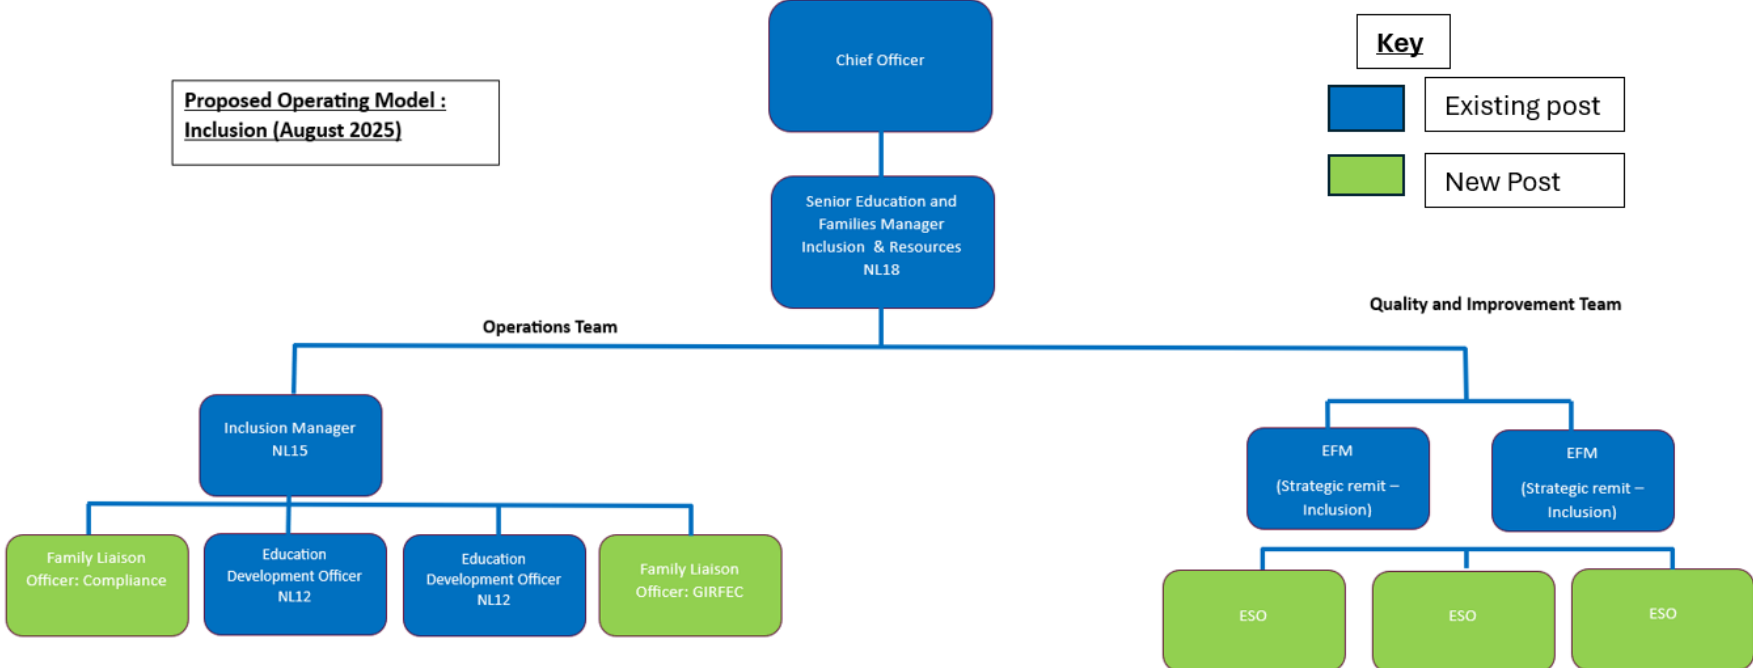 Chief Officer
Key
Existing post
New Post
Proposed Operating Model :
Inclusion (August 2025)
Senior Education and
Families Manager
Inclusion & Resources
NL18
Operations Team
Quality and Improvement Team
Inclusion Manager
NL15
EFM
(Strategic remit –
Inclusion)
EFM
(Strategic remit –
Inclusion)
Family Liaison
Officer: Compliance
Education
Development Officer
NL12
Education
Development Officer
NL12
Family Liaison
Officer: GIRFEC
ESO
ESO
ESO